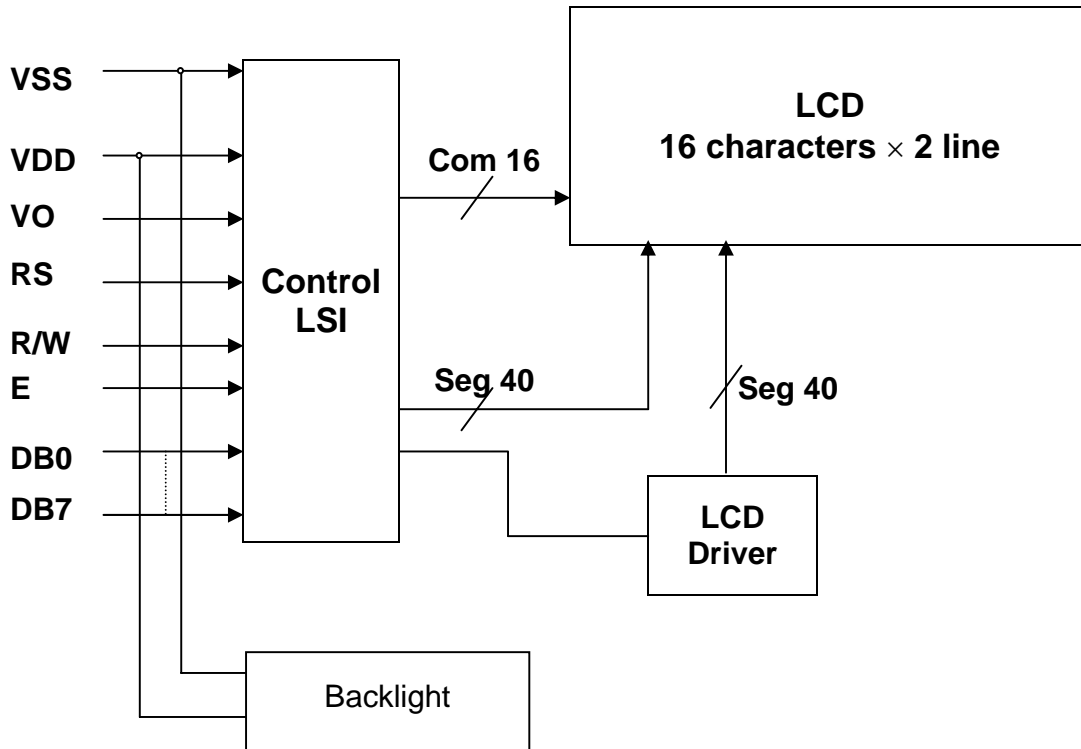 VSS
VDD
VO
RS
R/W
E
DB0
DB7
Control
LSI
Com 16
Seg 40
LCD
16 characters × 2 line
Seg 40
LCD
Driver
Backlight